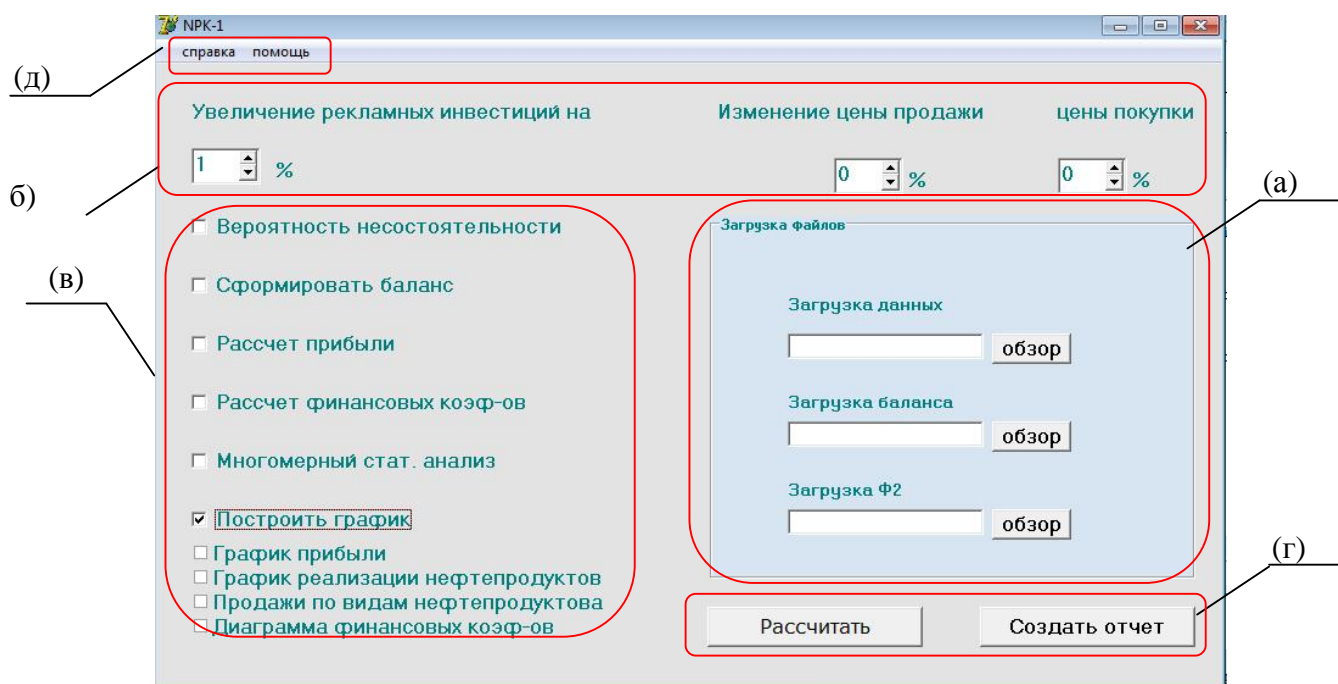 NPK-1
справка помощь
(д)
Увеличение рекламных инвестиций на Изменение цены продажи цены покупки
1 % 0 % 0 %
б)
(а)
Вероятность несостоятельности
Загрузка файлов
(в)
Сформировать баланс
Загрузка данных
Рассчет прибыли
обзор
Рассчет финансовых коэф-ов
Загрузка баланса
обзор
Многомерный стат. анализ
Загрузка Ф2
Построить график
обзор
График прибыли
(г)
График реализации нефтепродуктов
Продажи по видам нефтепродуктова
Диаграмма финансовых коэф-ов
Рассчитать Создать отчет